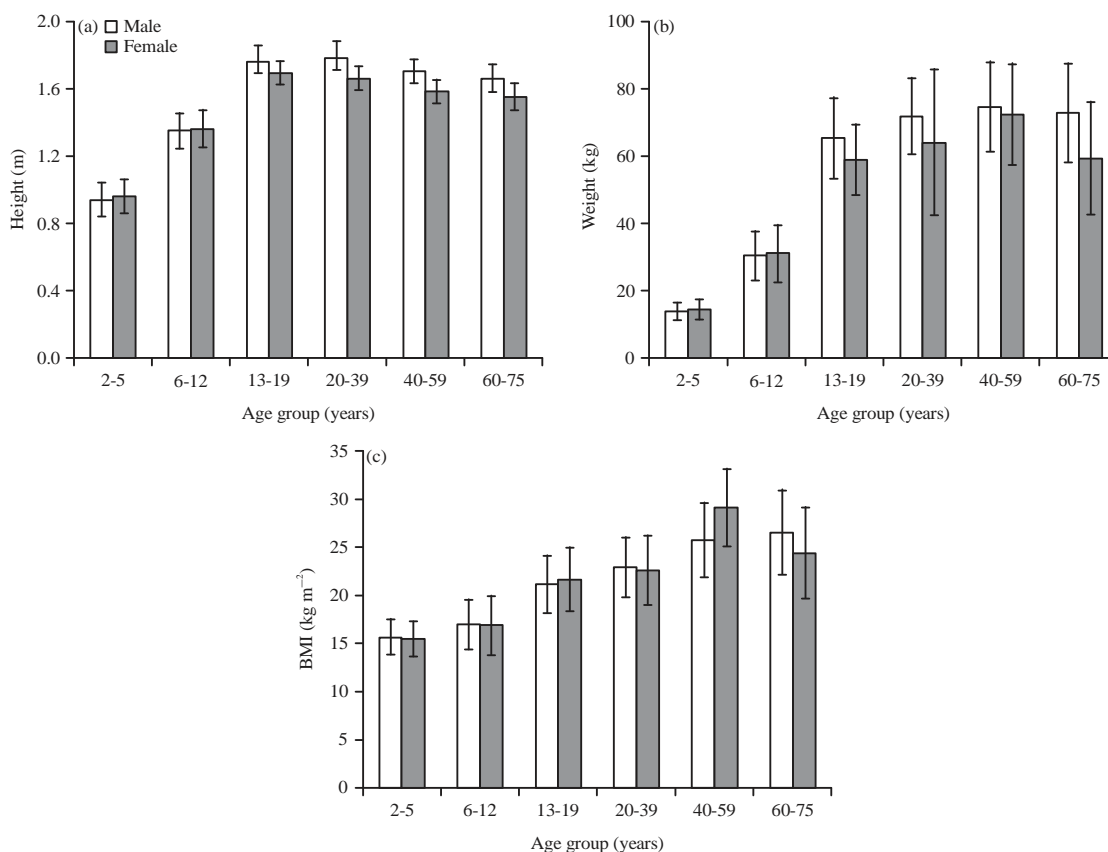 (a)
Male
Female
2.0
1.6
1.2
0.8
0.4
0.0
Height (m)
2-5 6-12 13-19 20-39 40-59 60-75
Age group (years)
(b)
100
80
60
40
20
0
Weight (kg)
2-5 6-12 13-19 20-39 40-59 60-75
Age group (years)
(c)
35
30
25
20
15
10
5
0
BMI (kg m⁻²)
2-5 6-12 13-19 20-39 40-59 60-75
Age group (years)